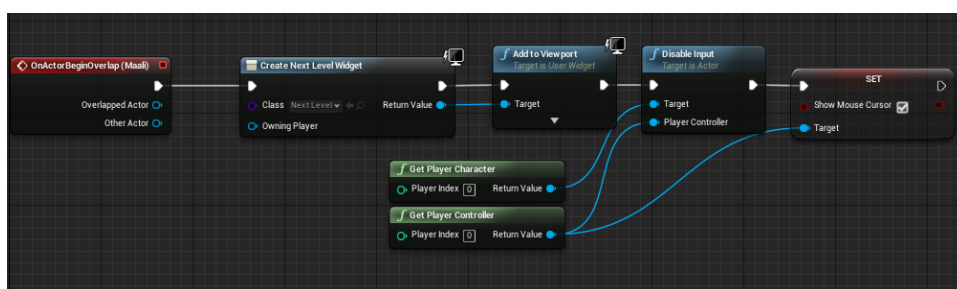 OnActorBeginOverlap (Maali)
Overlapped Actor
Other Actor
Create Next Level Widget
Class Next Level Return Value
Owning Player
f Add to Viewport
Target is User Widget
Target
f Disable Input
Target is Actor
Target
Player Controller
SET
Show Mouse Cursor
Target
f Get Player Character
Player Index 0 Return Value
f Get Player Controller
Player Index 0 Return Value